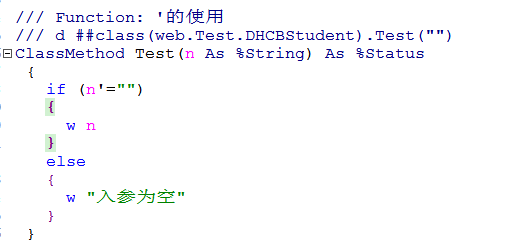 /// Function: '的使用
/// d ##class(web.Test.DHCBStudent).Test("")
ClassMethod Test(n As %String) As %Status
{
if (n'="")
{
w n
}
else
{
w "入参为空"
}
}